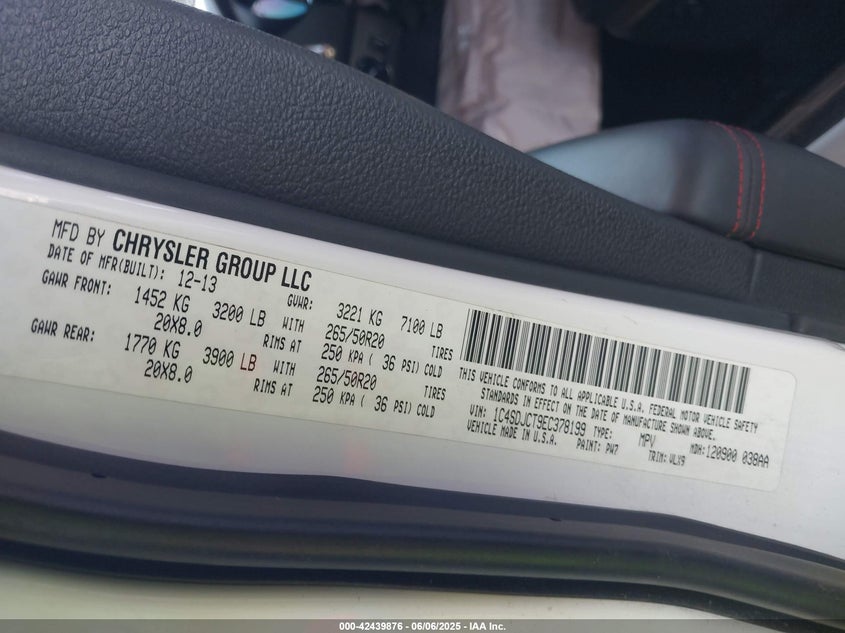 MFD BY CHRYSLER GROUP LLC
DATE OF MFR(BUILT): 12-13 GVWR: 3221 KG 7100 LB
GAWR FRONT: 1452 KG 3200 LB WITH 265/50R20 TIRES
20X8.0 RIMS AT 250 KPA ( 36 PSI) COLD
GAWR REAR: 1770 KG 3900 LB WITH 265/50R20 TIRES
20X8.0 RIMS AT 250 KPA ( 36 PSI) COLD
THIS VEHICLE CONFORMS TO ALL APPLICABLE U.S.A. FEDERAL MOTOR VEHICLE SAFETY
STANDARDS IN EFFECT ON THE DATE OF MANUFACTURE SHOWN ABOVE.
VIN: 1C4SDJCT9EC378199 TYPE: MPV MDH: 120900 038AA
VEHICLE MADE IN U.S.A. PAINT: PW7 TRIM: VLX9
000-42439876 - 06/06/2025 - IAA Inc.